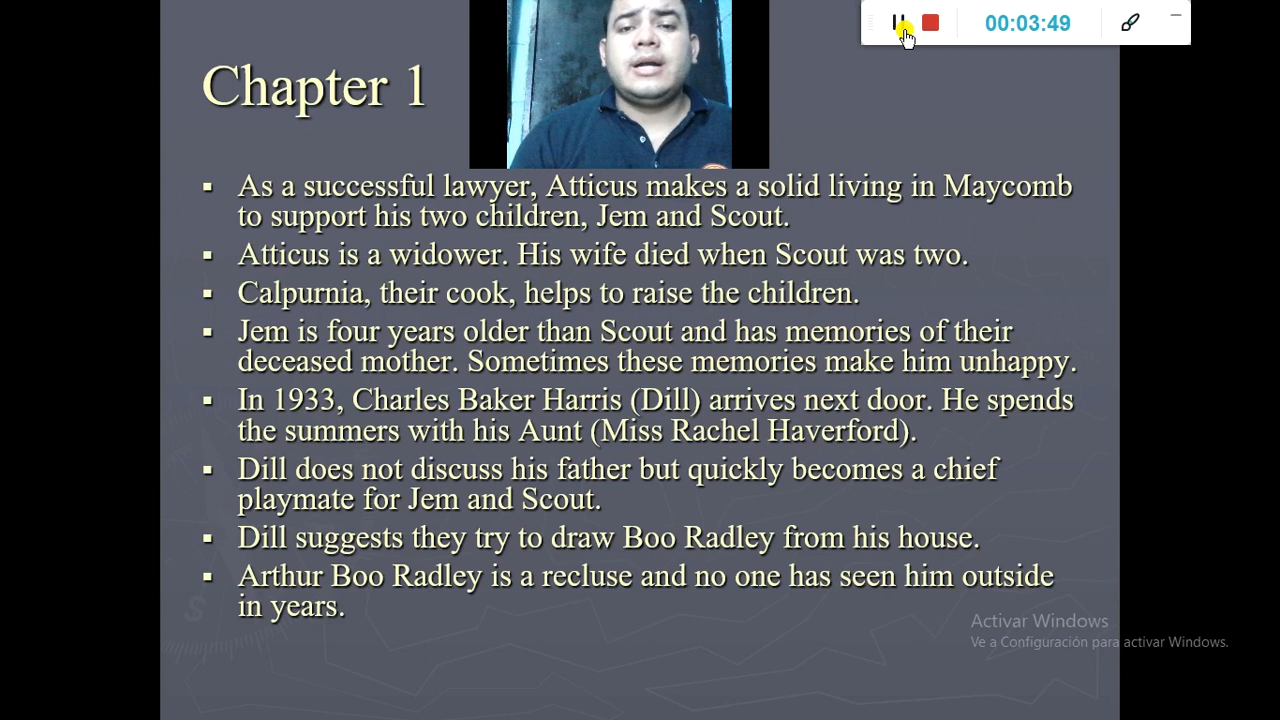 00:03:49
Chapter 1
▪ As a successful lawyer, Atticus makes a solid living in Maycomb
to support his two children, Jem and Scout.
▪ Atticus is a widower. His wife died when Scout was two.
▪ Calpurnia, their cook, helps to raise the children.
▪ Jem is four years older than Scout and has memories of their
deceased mother. Sometimes these memories make him unhappy.
▪ In 1933, Charles Baker Harris (Dill) arrives next door. He spends
the summers with his Aunt (Miss Rachel Haverford).
▪ Dill does not discuss his father but quickly becomes a chief
playmate for Jem and Scout.
▪ Dill suggests they try to draw Boo Radley from his house.
▪ Arthur Boo Radley is a recluse and no one has seen him outside
in years.
Activar Windows
Ve a Configuración para activar Windows.